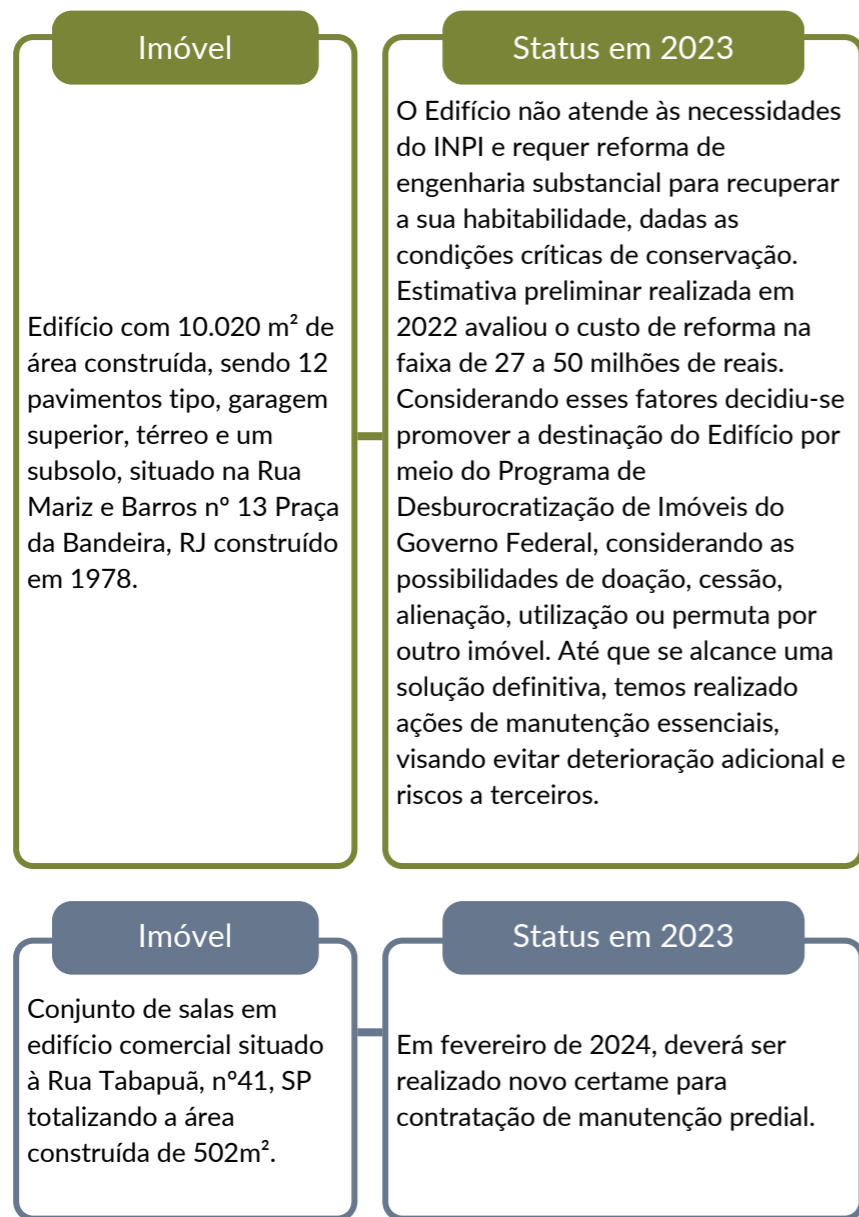 Imóvel
Edifício com 10.020 m² de
área construída, sendo 12
pavimentos tipo, garagem
superior, térreo e um
subsolo, situado na Rua
Mariz e Barros nº 13 Praça
da Bandeira, RJ construído
em 1978.
Status em 2023
O Edifício não atende às necessidades
do INPI e requer reforma de
engenharia substancial para recuperar
a sua habitabilidade, dadas as
condições críticas de conservação.
Estimativa preliminar realizada em
2022 avaliou o custo de reforma na
faixa de 27 a 50 milhões de reais.
Considerando esses fatores decidiu-se
promover a destinação do Edifício por
meio do Programa de
Desburocratização de Imóveis do
Governo Federal, considerando as
possibilidades de doação, cessão,
alienação, utilização ou permuta por
outro imóvel. Até que se alcance uma
solução definitiva, temos realizado
ações de manutenção essenciais,
visando evitar deterioração adicional e
riscos a terceiros.
Imóvel
Conjunto de salas em
edifício comercial situado
à Rua Tabapuã, nº41, SP
totalizando a área
construída de 502m².
Status em 2023
Em fevereiro de 2024, deverá ser
realizado novo certame para
contratação de manutenção predial.